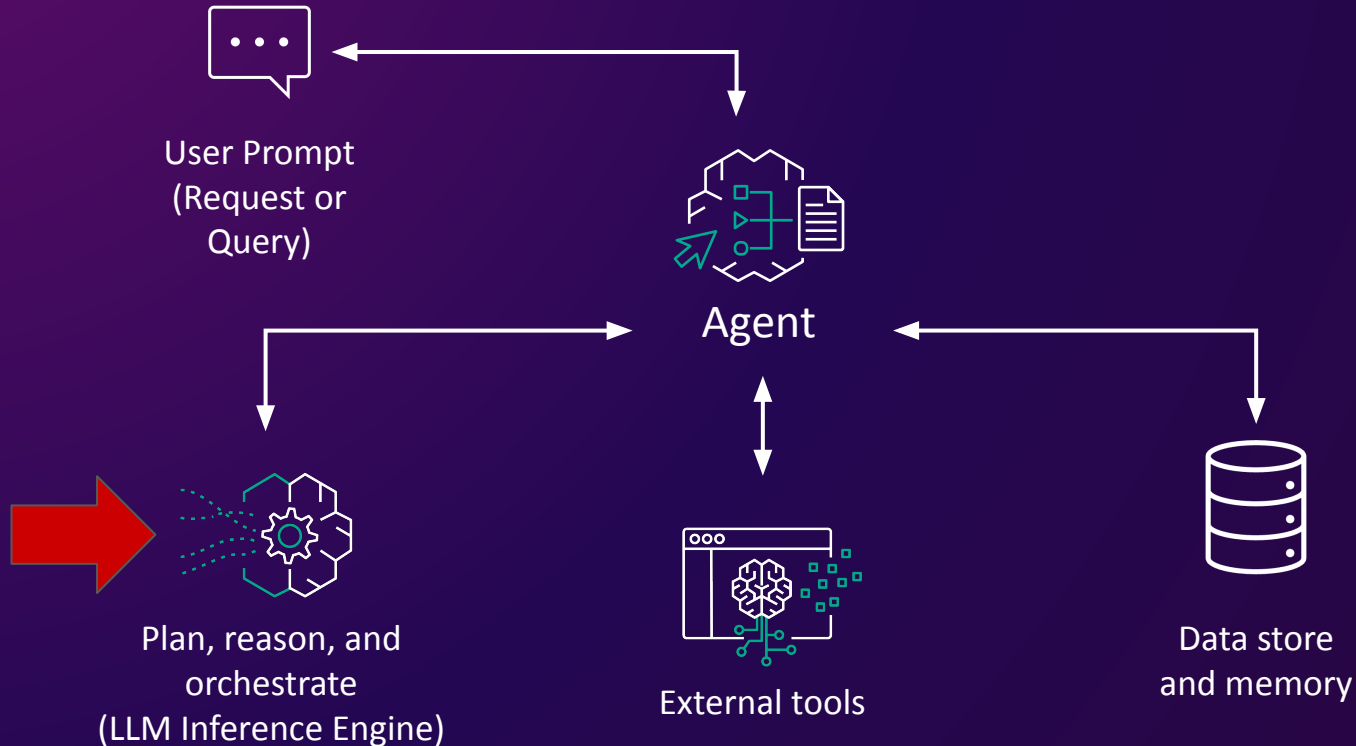 User Prompt
(Request or
Query)
Agent
Plan, reason, and
orchestrate
(LLM Inference Engine)
External tools
Data store
and memory